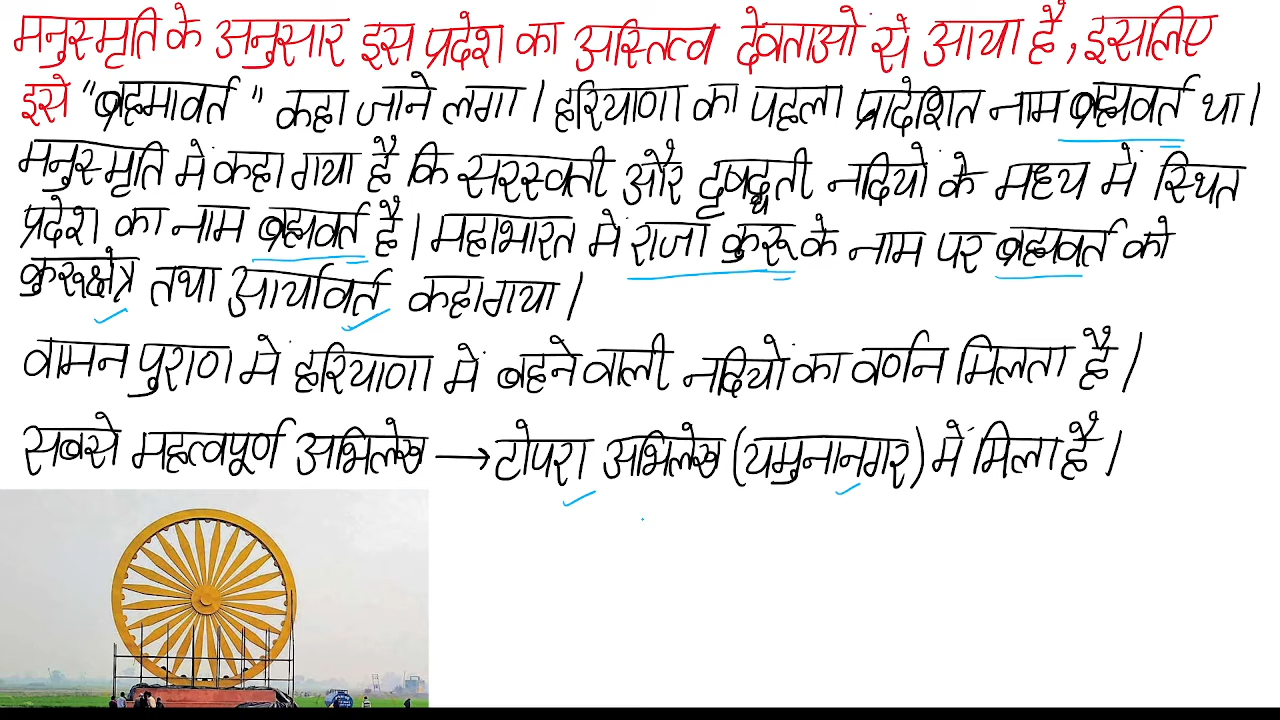 मनुस्मृति के अनुसार इस प्रदेश का अस्तित्व देवताओं से आया है, इसलिए
इसे "ब्रहमावर्त" कहा जाने लगा। हरियाणा का पहला प्रादेशित नाम ब्रह्मवर्त था।
मनुस्मृति में कहा गया है कि सरस्वती और दृषद्वती नदियों के मध्य में स्थित
प्रदेश का नाम ब्रह्मवर्त है। महाभारत में राजा कुरू के नाम पर ब्रह्मवर्त को
कुरूक्षेत्र तथा आर्यावर्त कहा गया।
वामन पुराण में हरियाणा में बहने वाली नदियों का वर्णन मिलता है।
सबसे महत्वपूर्ण अभिलेख → टोपरा अभिलेख (यमुनानगर) में मिला है।